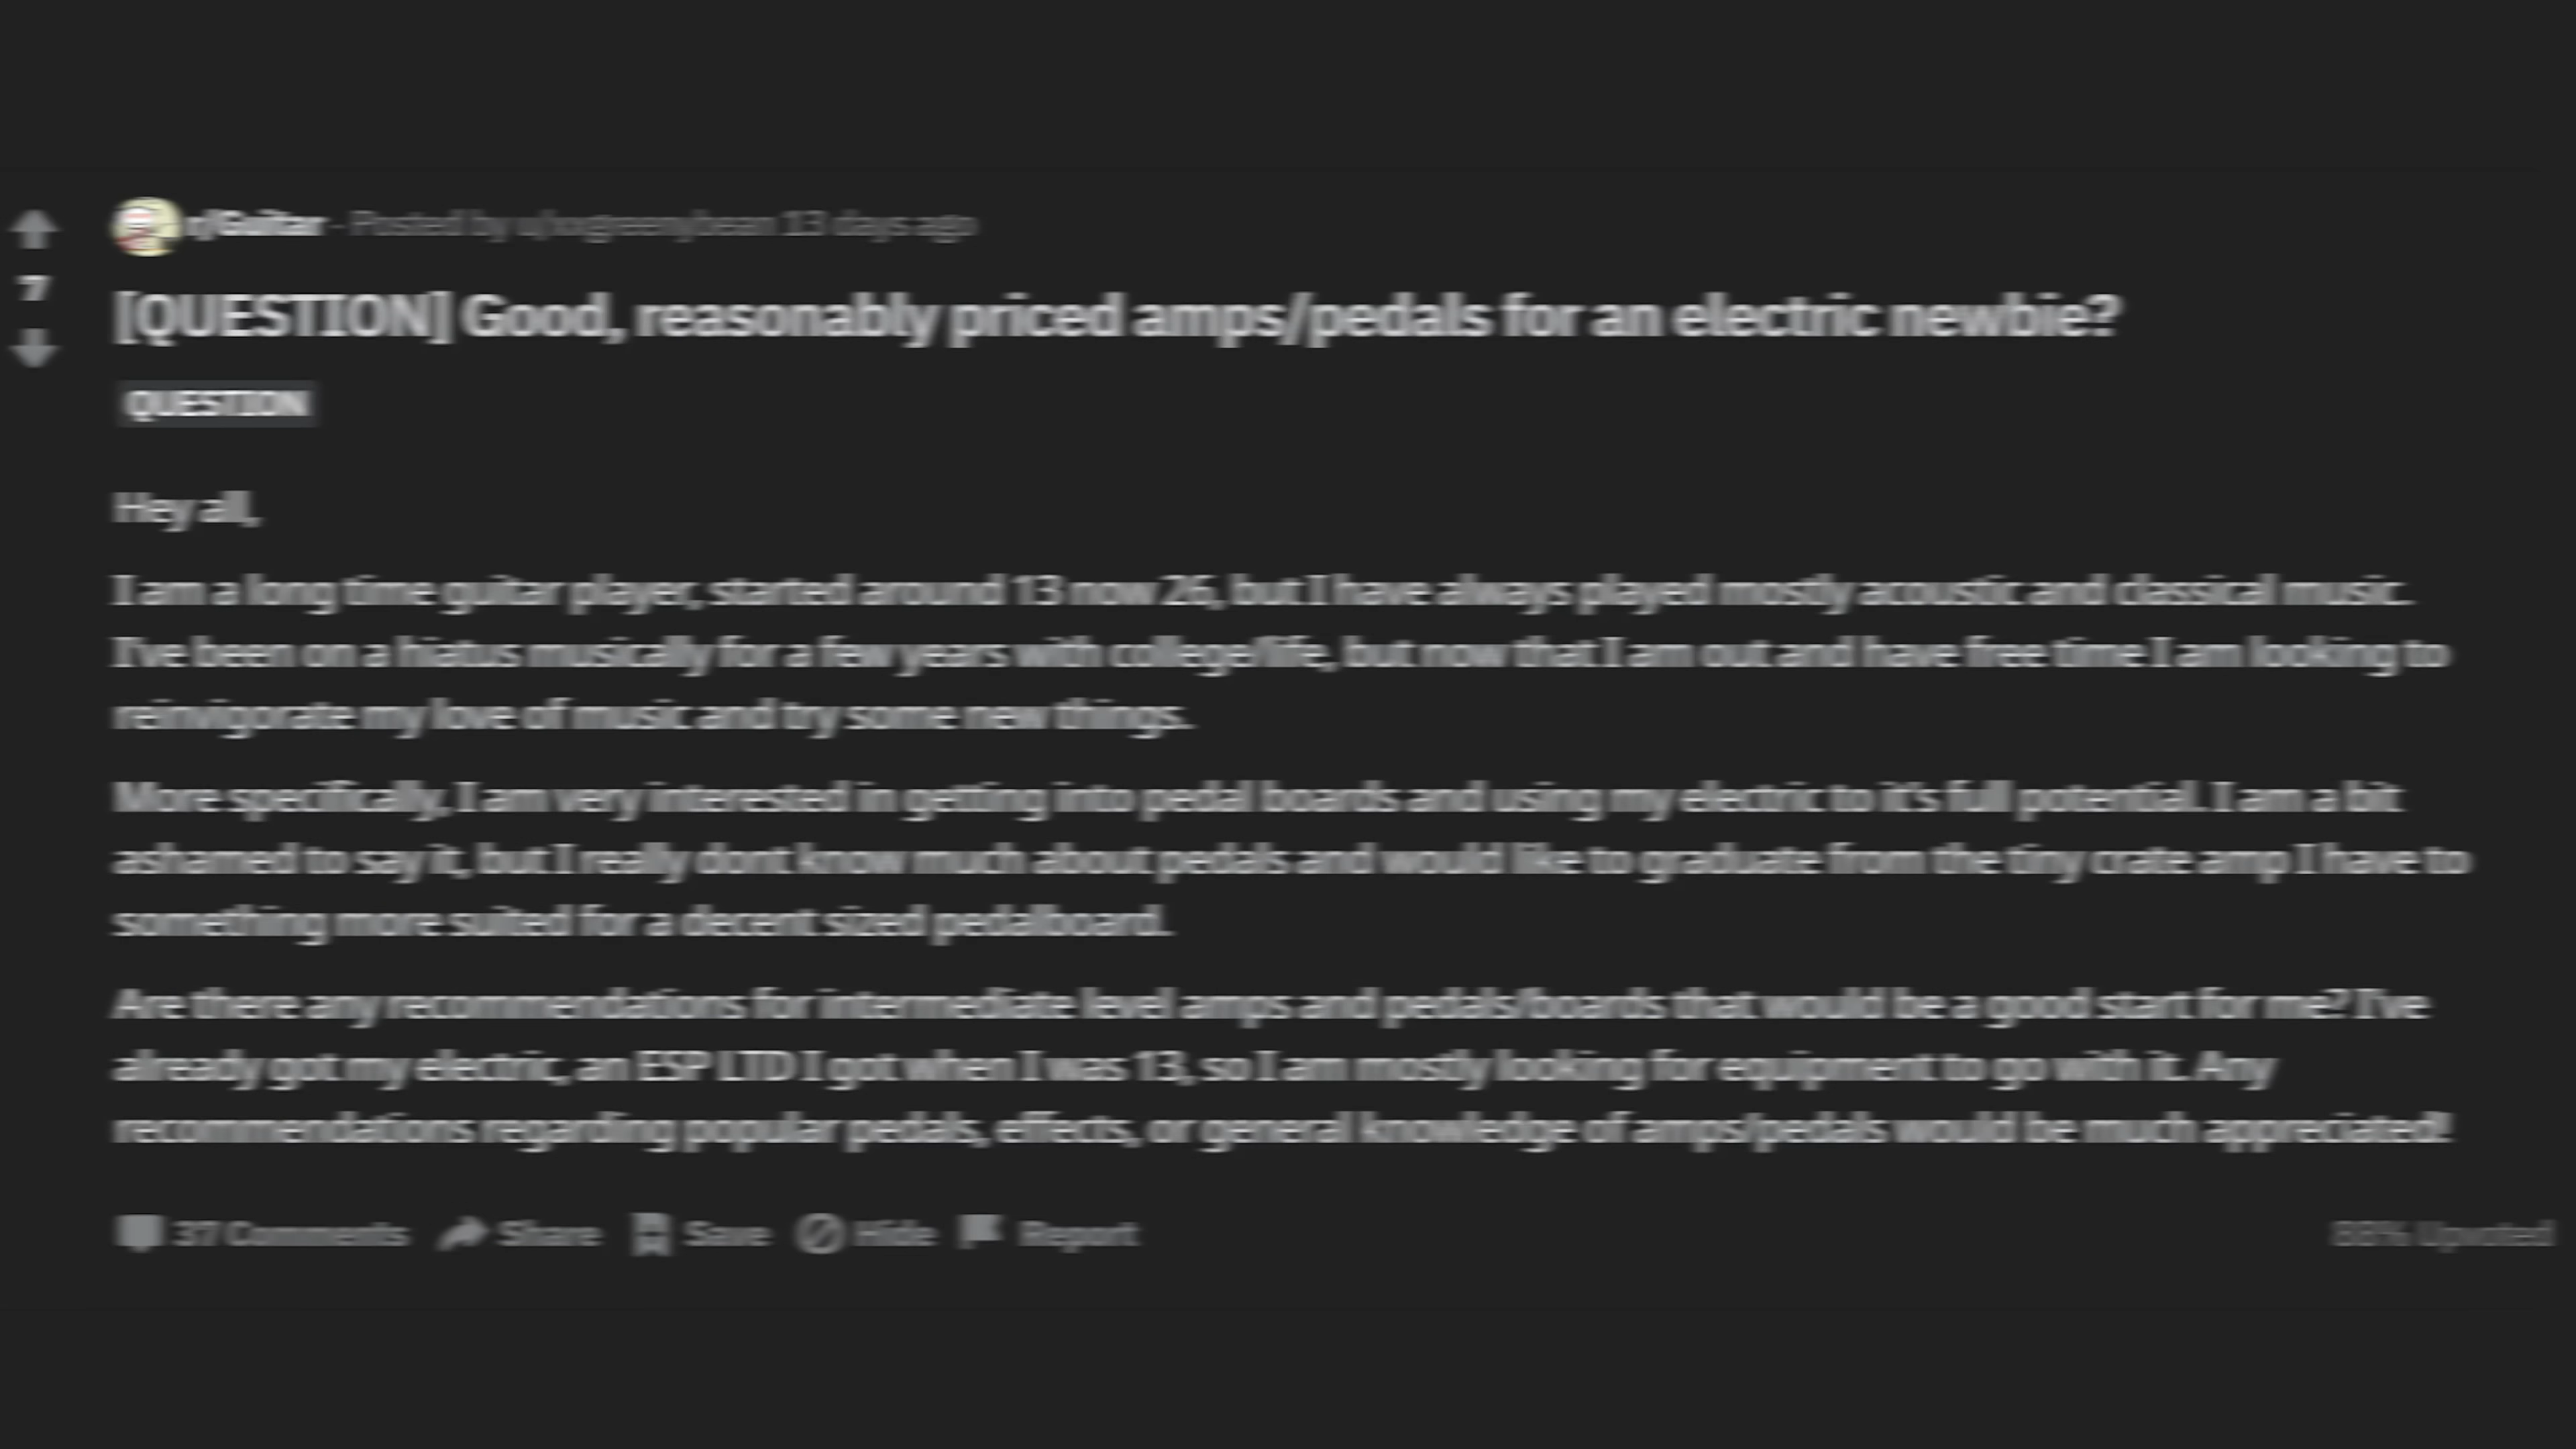 r/Guitar · Posted by 13 days ago
7
[QUESTION] Good, reasonably priced amps/pedals for an electric newbie?
QUESTION
Hey all,
I am a long time guitar player, started around 13 now 26, but I have always played mostly acoustic and classical music.
I've been on a hiatus musically for a few years with college/life, but now that I am out and have free time I am looking to
reinvigorate my love of music and try some new things.
More specifically, I am very interested in getting into pedal boards and using my electric to it's full potential. I am a bit
ashamed to say it, but I really dont know much about pedals and would like to graduate from the tiny crate amp I have to
something more suited for a decent sized pedalboard.
Are there any recommendations for intermediate level amps and pedals/boards that would be a good start for me? I've
already got my electric, an ESP LTD I got when I was 13, so I am mostly looking for equipment to go with it. Any
recommendations regarding popular pedals, effects, or general knowledge of amps/pedals would be much appreciated!
37 Comments Share Save Hide Report
88% Upvoted